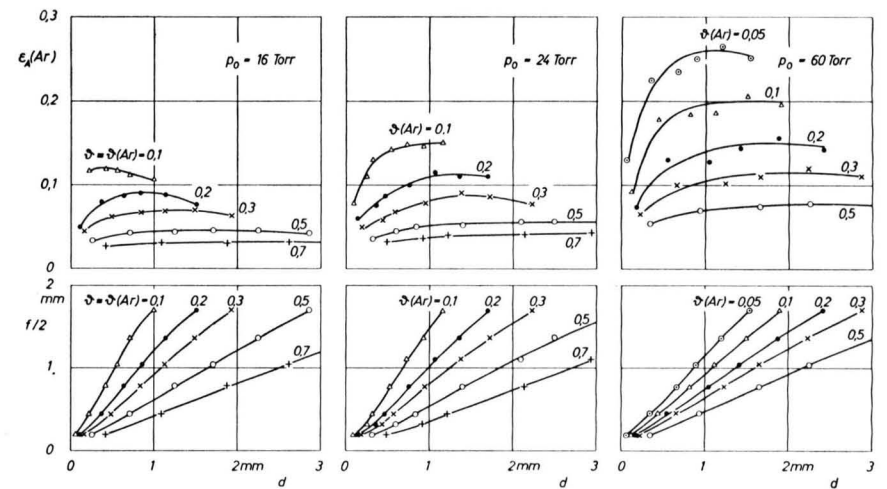 0,3
ε_A(Ar)
0,2
0,1
0
p₀ = 16 Torr
ϑ = ϑ(Ar) = 0,1
0,2
0,3
0,5
0,7
p₀ = 24 Torr
ϑ(Ar) = 0.1
0,2
0,3
0,5
0,7
p₀ = 60 Torr
ϑ(Ar) = 0,05
0,1
0,2
0,3
0,5
2
mm
f/2
1
0
ϑ = ϑ(Ar) = 0,1 0,2 0,3 0,5
0,7
ϑ(Ar) = 0,1 0,2 0,3
0,5
0,7
ϑ(Ar) = 0,05 0,1 0,2 0,3
0,5
0 1 2mm 3
d
0 1 2mm 3
d
0 1 2mm 3
d